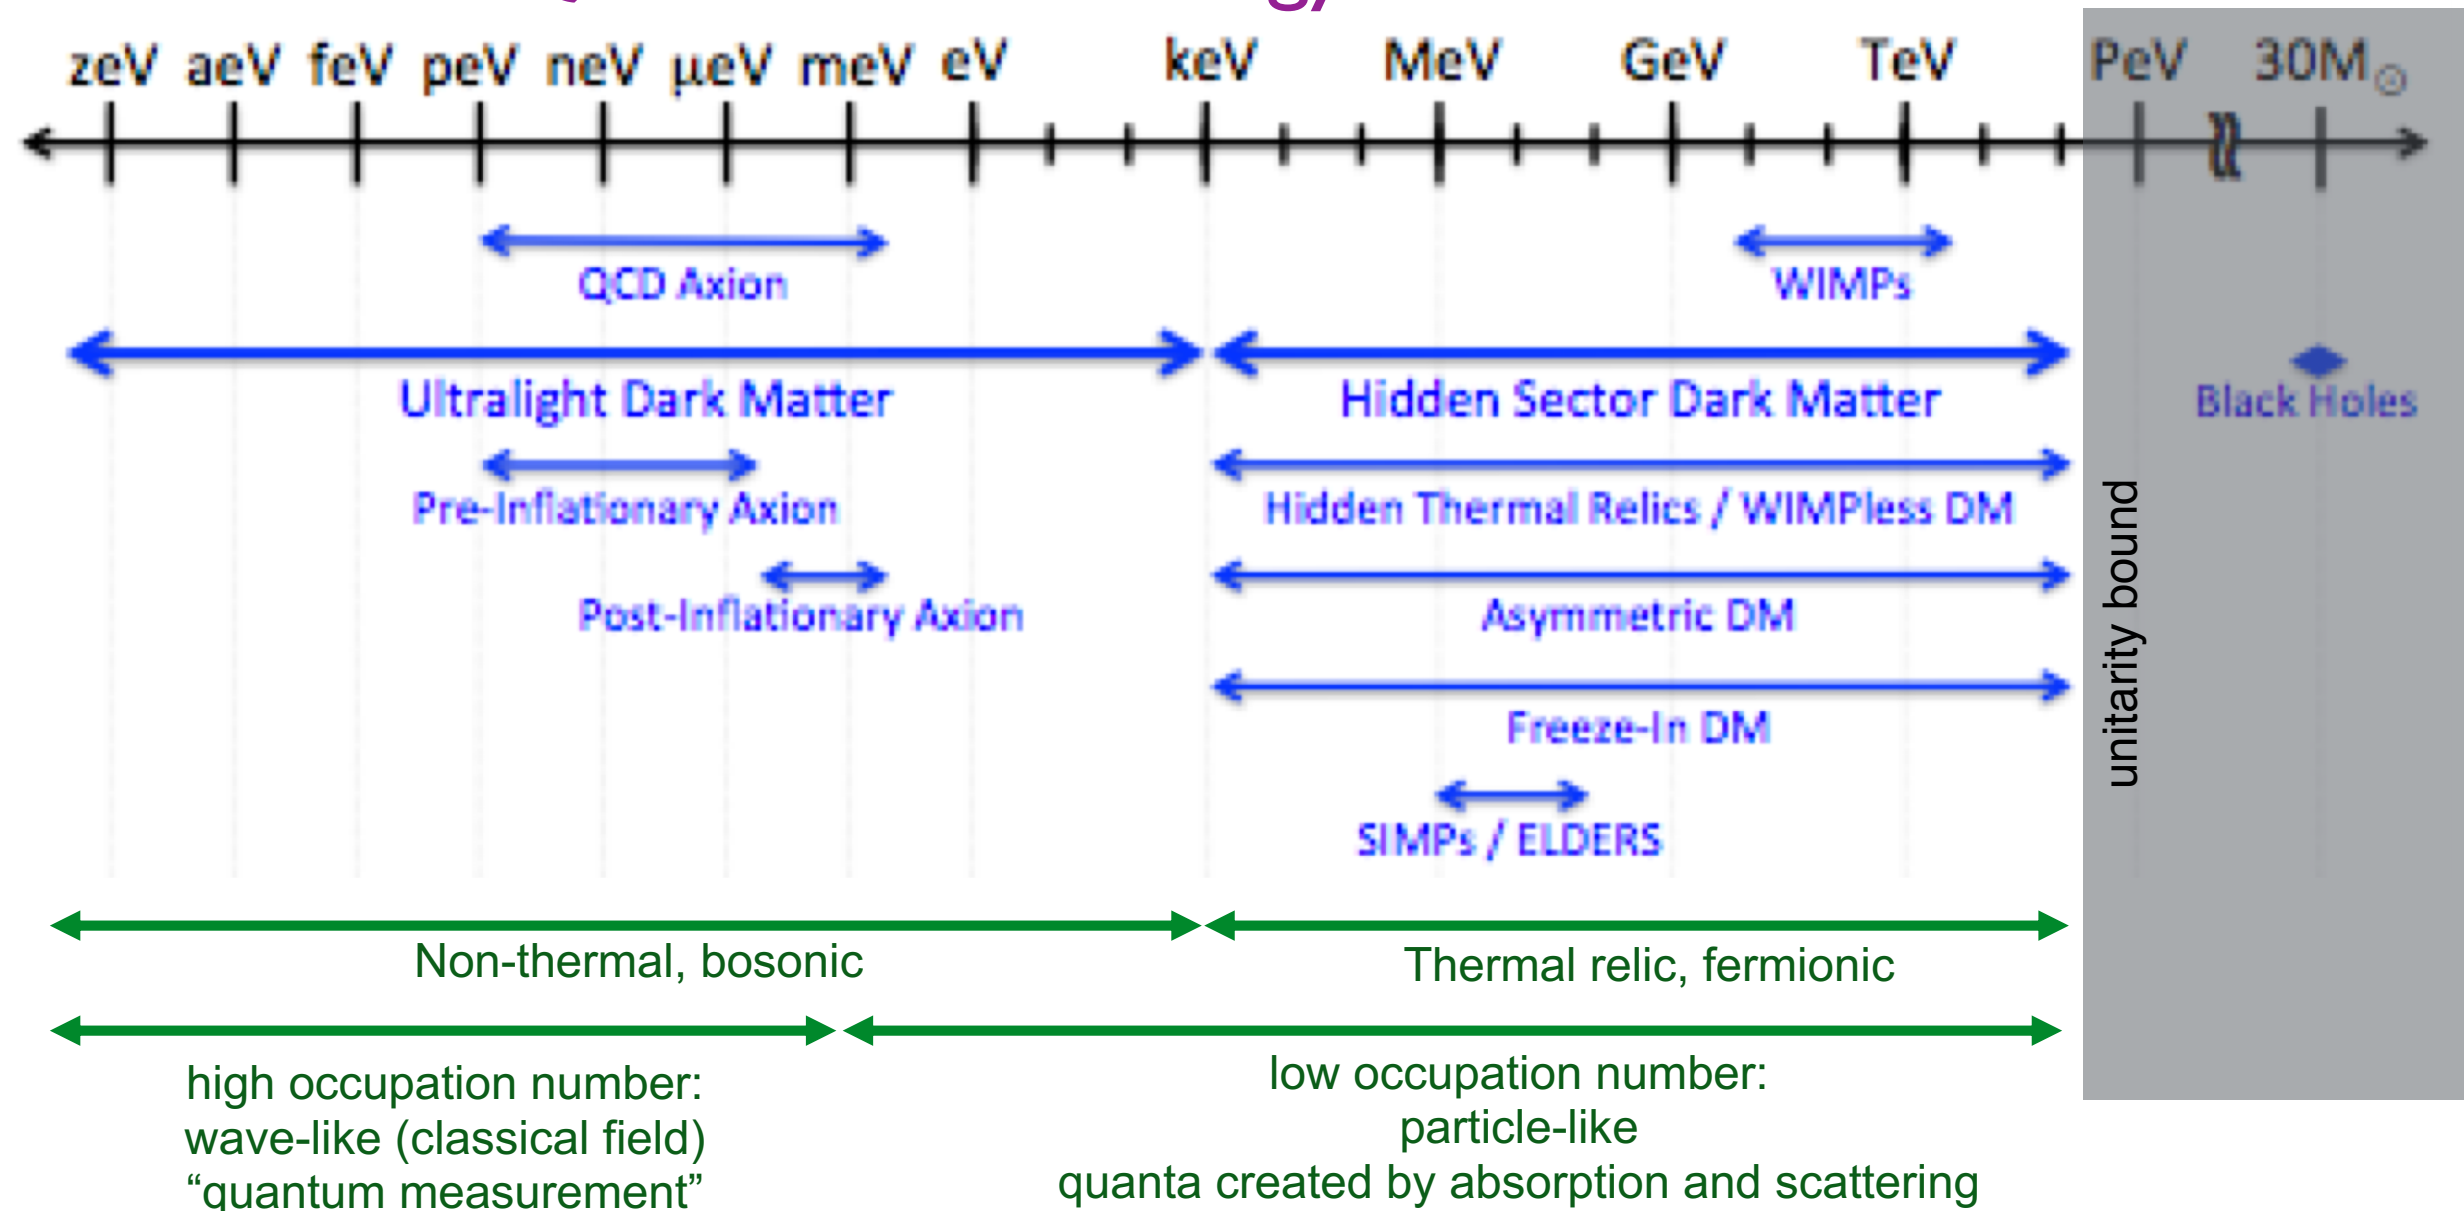 zeV aeV feV peV neV μeV meV eV keV MeV GeV TeV PeV 30M☉
QCD Axion
WIMPs
Ultralight Dark Matter
Hidden Sector Dark Matter
Black Holes
Pre-Inflationary Axion
Hidden Thermal Relics / WIMPless DM
Post-Inflationary Axion
Asymmetric DM
Freeze-In DM
SIMPs / ELDERS
unitarity bound
Non-thermal, bosonic
Thermal relic, fermionic
high occupation number:
wave-like (classical field)
“quantum measurement”
low occupation number:
particle-like
quanta created by absorption and scattering